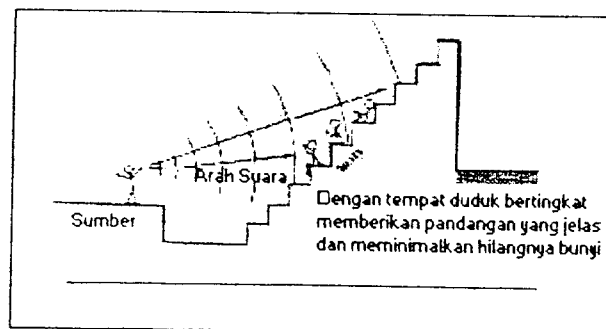 Arah Suara
Sumber
Dengan tempat duduk bertingkat
memberikan pandangan yang jelas
dan meminimalkan hilangnya bunyi